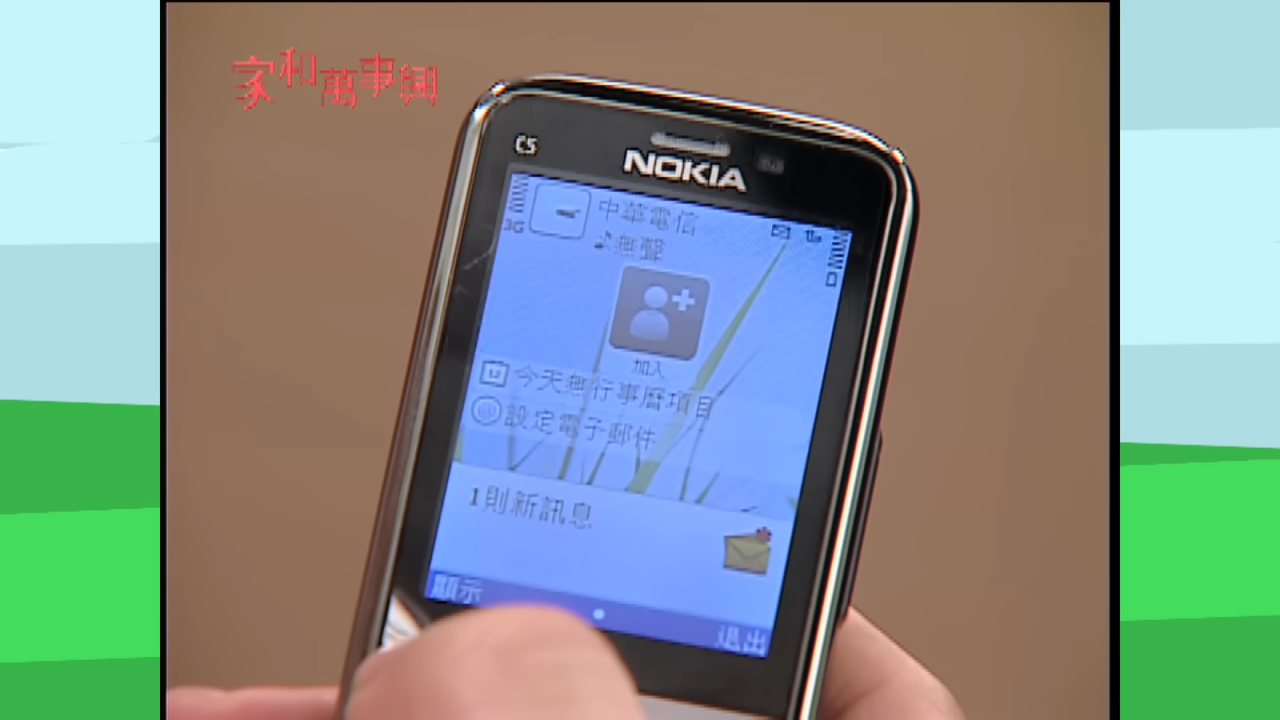 家和萬事興
C5
NOKIA
中華電信
3G
無聲
加入
今天無行事曆項目
@設定電子郵件
1則新訊息
顯示
退出